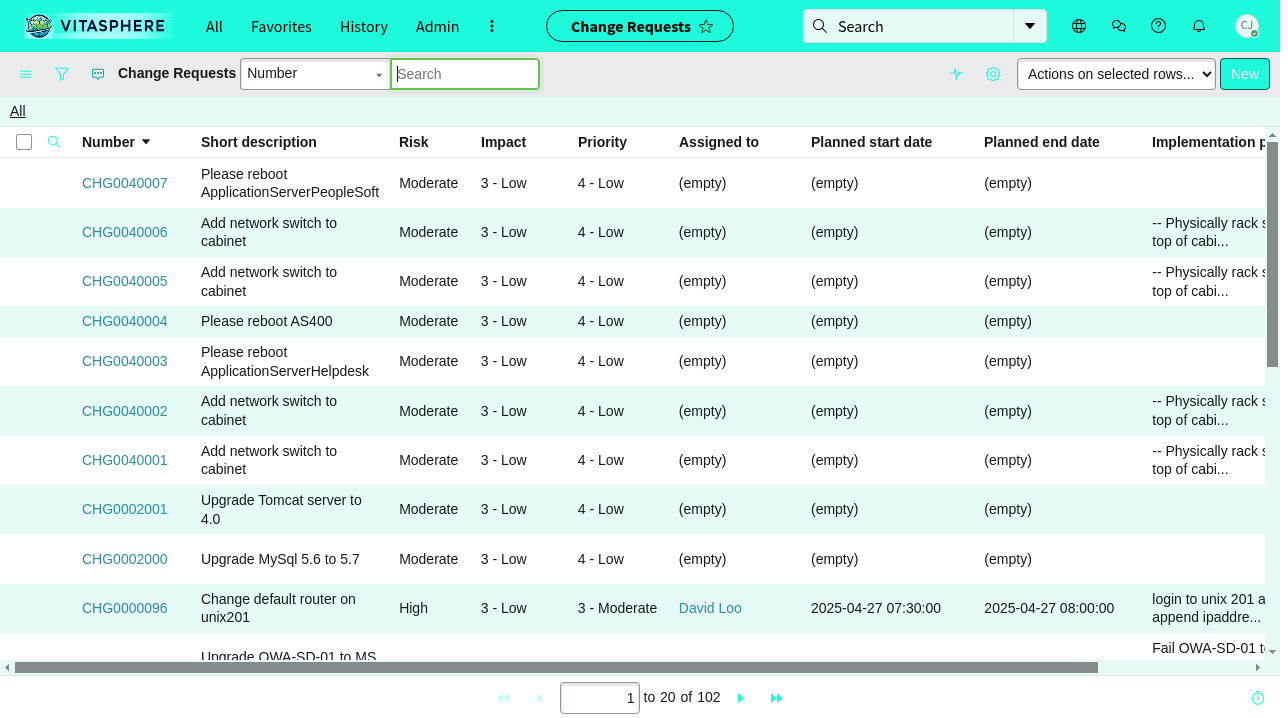 VITASPHERE All Favorites History Admin Change Requests Search CJ
Change Requests Number Search Actions on selected rows... New
All
Number Short description Risk Impact Priority Assigned to Planned start date Planned end date Implementation p
CHG0040007 Please reboot ApplicationServerPeopleSoft Moderate 3 - Low 4 - Low (empty) (empty) (empty)
CHG0040006 Add network switch to cabinet Moderate 3 - Low 4 - Low (empty) (empty) (empty) -- Physically rack s top of cabi...
CHG0040005 Add network switch to cabinet Moderate 3 - Low 4 - Low (empty) (empty) (empty) -- Physically rack s top of cabi...
CHG0040004 Please reboot AS400 Moderate 3 - Low 4 - Low (empty) (empty) (empty)
CHG0040003 Please reboot ApplicationServerHelpdesk Moderate 3 - Low 4 - Low (empty) (empty) (empty)
CHG0040002 Add network switch to cabinet Moderate 3 - Low 4 - Low (empty) (empty) (empty) -- Physically rack s top of cabi...
CHG0040001 Add network switch to cabinet Moderate 3 - Low 4 - Low (empty) (empty) (empty) -- Physically rack s top of cabi...
CHG0002001 Upgrade Tomcat server to 4.0 Moderate 3 - Low 4 - Low (empty) (empty) (empty)
CHG0002000 Upgrade MySql 5.6 to 5.7 Moderate 3 - Low 4 - Low (empty) (empty) (empty)
CHG0000096 Change default router on unix201 High 3 - Low 3 - Moderate David Loo 2025-04-27 07:30:00 2025-04-27 08:00:00 login to unix 201 a append ipaddre...
Upgrade OWA-SD-01 to MS Fail OWA-SD-01 to
1 to 20 of 102